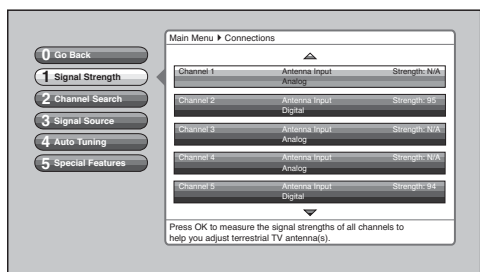 Main Menu Connections
0 Go Back
1 Signal Strength
2 Channel Search
3 Signal Source
4 Auto Tuning
5 Special Features
Channel 1 Antenna Input Strength: N/A
Analog
Channel 2 Antenna Input Strength: 95
Digital
Channel 3 Antenna Input Strength: N/A
Analog
Channel 4 Antenna Input Strength: N/A
Analog
Channel 5 Antenna Input Strength: 94
Digital
Press OK to measure the signal strengths of all channels to
help you adjust terrestrial TV antenna(s).